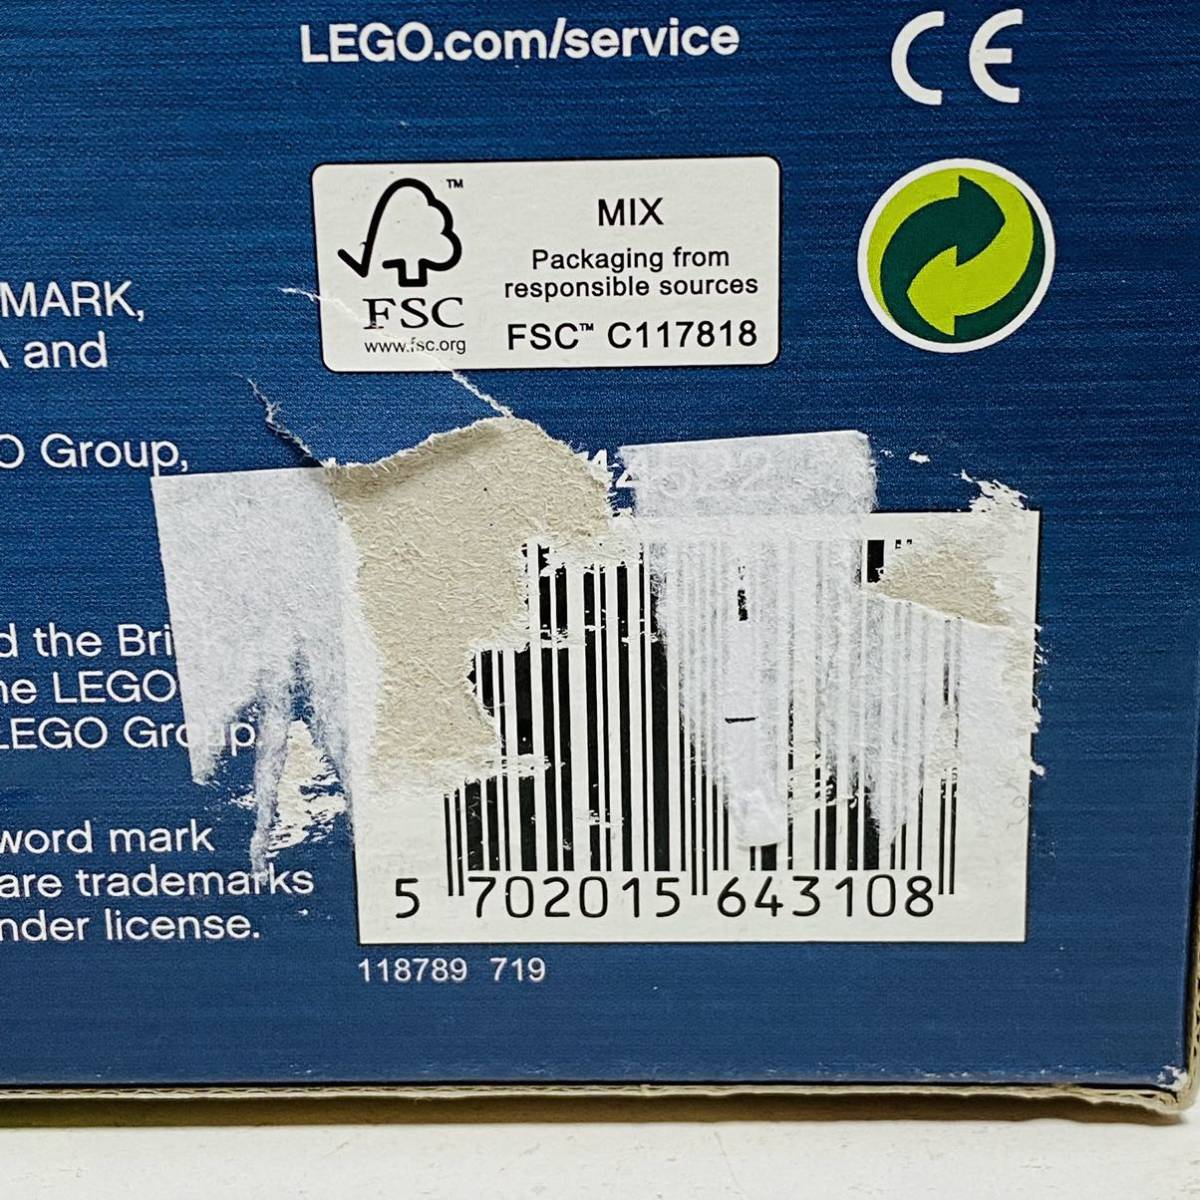 LEGO.com/service
CE
TM
FSC
www.fsc.org
MIX
Packaging from
responsible sources
FSC™ C117818
MARK,
and
O Group,
d the Bri
LEGO
LEGO Group
word mark
are trademarks
nder license.
5 702015 643108
118789 719